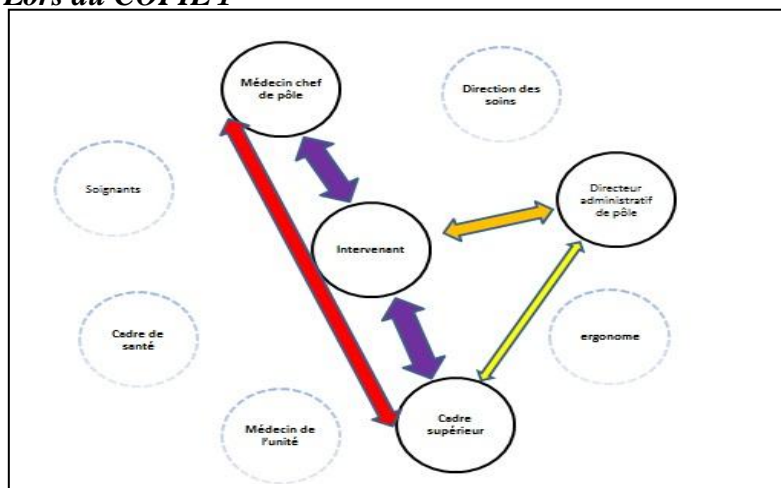 Lors du COPIL 1
Médecin chef
de pôle
Direction des
soins
Soignants
Directeur
administratif
de pôle
Intervenant
Cadre de
santé
ergonome
Médecin de
l'unité
Cadre
supérieur